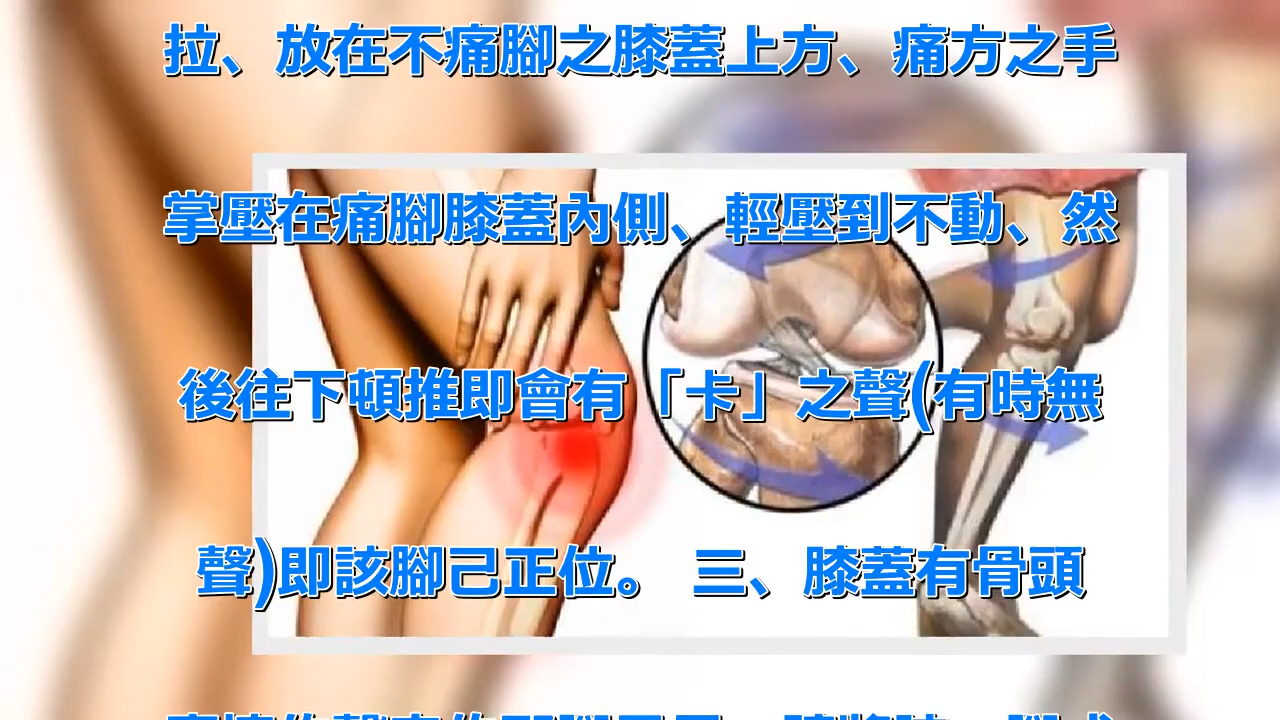 拉、放在不痛腳之膝蓋上方、痛方之手
掌壓在痛腳膝蓋內側、輕壓到不動、然
後往下頓推即會有「卡」之聲(有時無
聲)即該腳己正位。 三、膝蓋有骨頭